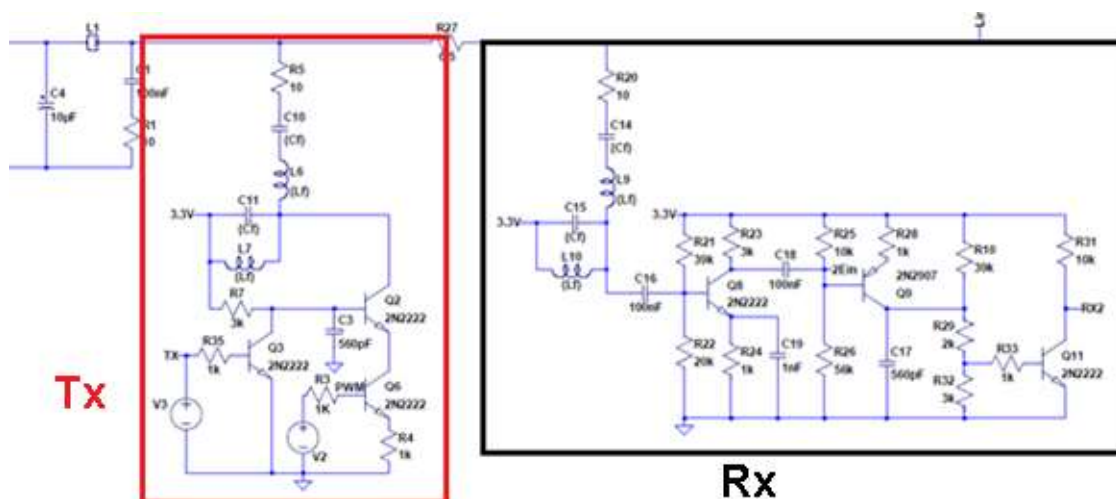 L1
C4
10µF
C1
100nF
R1
10
R5
10
C10
(Cf)
L6
(Lf)
C11
(Cf)
3.3V
L7
(Lf)
R7
3k
Q2
2N2222
C3
560pF
Q3
2N2222
TX
R35
1k
R3
1K
PWM
Q6
2N2222
V3
V2
R4
1k
Tx
R27
R20
10
C14
(Cf)
L9
(Lf)
C15
(Cf)
3.3V
L10
(Lf)
C16
100nF
3.3V
R21
39k
R23
3k
C18
100nF
R25
10k
R28
1k
2Ein
2N2907
Q9
R10
39k
R31
10k
Q8
2N2222
RX2
R22
20k
R24
1k
C19
1nF
R26
56k
C17
560pF
R29
2k
R33
1k
Q11
2N2222
R32
3k
Rx